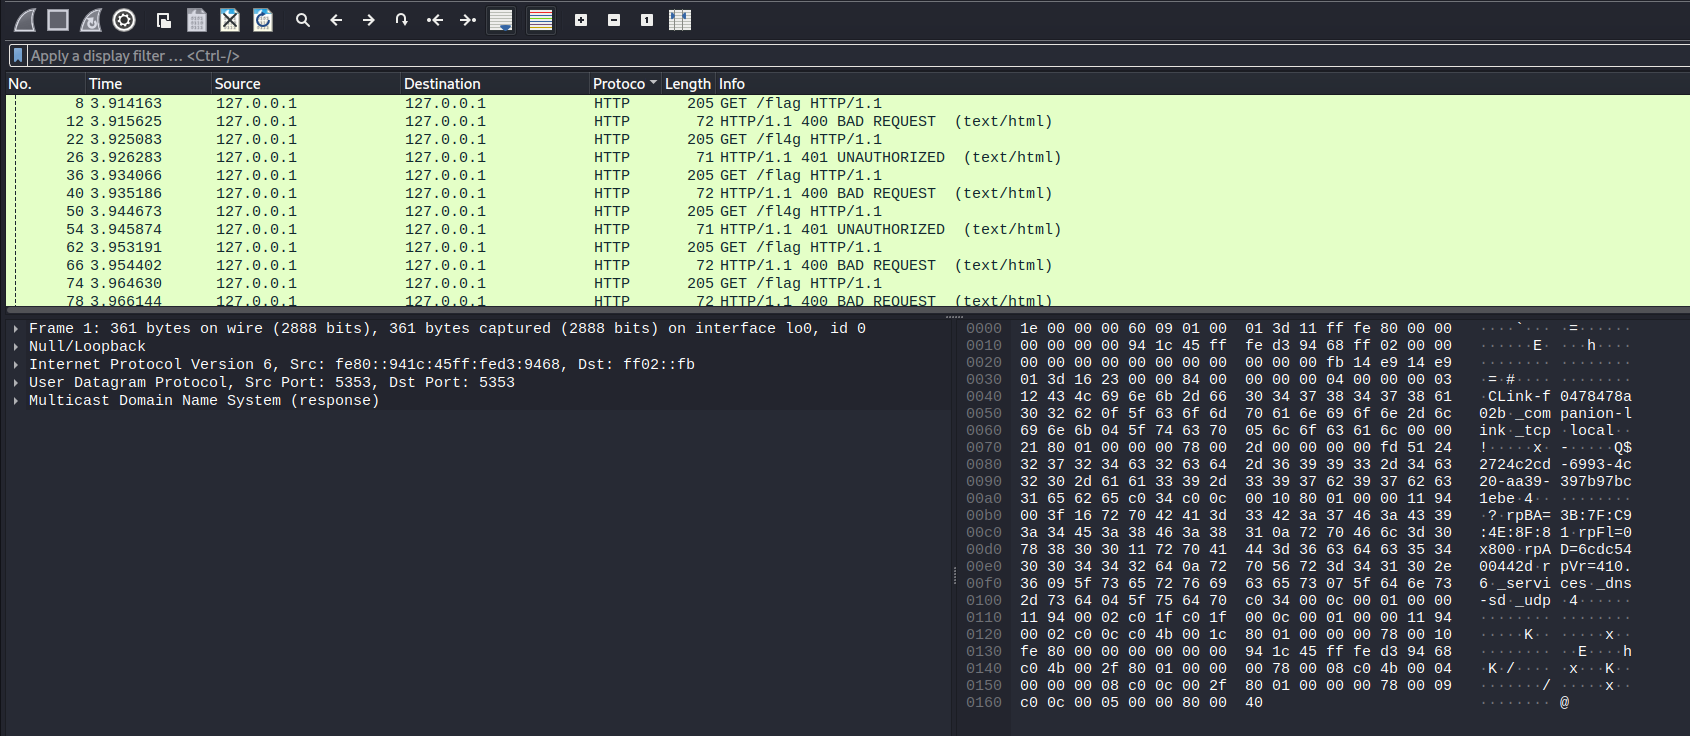 Apply a display filter ... <Ctrl-/>
No. Time Source Destination Protoco Length Info
8 3.914163 127.0.0.1 127.0.0.1 HTTP 205 GET /flag HTTP/1.1
12 3.915625 127.0.0.1 127.0.0.1 HTTP 72 HTTP/1.1 400 BAD REQUEST (text/html)
22 3.925083 127.0.0.1 127.0.0.1 HTTP 205 GET /fl4g HTTP/1.1
26 3.926283 127.0.0.1 127.0.0.1 HTTP 71 HTTP/1.1 401 UNAUTHORIZED (text/html)
36 3.934066 127.0.0.1 127.0.0.1 HTTP 205 GET /flag HTTP/1.1
40 3.935186 127.0.0.1 127.0.0.1 HTTP 72 HTTP/1.1 400 BAD REQUEST (text/html)
50 3.944673 127.0.0.1 127.0.0.1 HTTP 205 GET /fl4g HTTP/1.1
54 3.945874 127.0.0.1 127.0.0.1 HTTP 71 HTTP/1.1 401 UNAUTHORIZED (text/html)
62 3.953191 127.0.0.1 127.0.0.1 HTTP 205 GET /flag HTTP/1.1
66 3.954402 127.0.0.1 127.0.0.1 HTTP 72 HTTP/1.1 400 BAD REQUEST (text/html)
74 3.964630 127.0.0.1 127.0.0.1 HTTP 205 GET /flag HTTP/1.1
78 3.966144 127.0.0.1 127.0.0.1 HTTP 72 HTTP/1.1 400 BAD REQUEST (text/html)
Frame 1: 361 bytes on wire (2888 bits), 361 bytes captured (2888 bits) on interface lo0, id 0
Null/Loopback
Internet Protocol Version 6, Src: fe80::941c:45ff:fed3:9468, Dst: ff02::fb
User Datagram Protocol, Src Port: 5353, Dst Port: 5353
Multicast Domain Name System (response)
0000 1e 00 00 00 60 09 01 00 01 3d 11 ff fe 80 00 00 ····`··· ·=······
0010 00 00 00 00 94 1c 45 ff fe d3 94 68 ff 02 00 00 ······E· ···h····
0020 00 00 00 00 00 00 00 00 00 00 00 fb 14 e9 14 e9 ········ ········
0030 01 3d 16 23 00 00 84 00 00 00 00 04 00 00 00 03 ·=·#···· ········
0040 12 43 4c 69 6e 6b 2d 66 30 34 37 38 34 37 38 61 ·CLink-f 0478478a
0050 30 32 62 0f 5f 63 6f 6d 70 61 6e 69 6f 6e 2d 6c 02b·_com panion-l
0060 69 6e 6b 04 5f 74 63 70 05 6c 6f 63 61 6c 00 00 ink·_tcp ·local··
0070 21 80 01 00 00 00 78 00 2d 00 00 00 00 fd 51 24 !·····x· -·····Q$
0080 32 37 32 34 63 32 63 64 2d 36 39 39 33 2d 34 63 2724c2cd -6993-4c
0090 32 30 2d 61 61 33 39 2d 33 39 37 62 39 37 62 63 20-aa39- 397b97bc
00a0 31 65 62 65 c0 34 c0 0c 00 10 80 01 00 00 11 94 1ebe·4·· ········
00b0 00 3f 16 72 70 42 41 3d 33 42 3a 37 46 3a 43 39 ·?·rpBA= 3B:7F:C9
00c0 3a 34 45 3a 38 46 3a 38 31 0a 72 70 46 6c 3d 30 :4E:8F:8 1·rpFl=0
00d0 78 38 30 30 11 72 70 41 44 3d 36 63 64 63 35 34 x800·rpA D=6cdc54
00e0 30 30 34 34 32 64 0a 72 70 56 72 3d 34 31 30 2e 00442d·r pVr=410.
00f0 36 09 5f 73 65 72 76 69 63 65 73 07 5f 64 6e 73 6·_servi ces·_dns
0100 2d 73 64 04 5f 75 64 70 c0 34 00 0c 00 01 00 00 -sd·_udp ·4······
0110 11 94 00 02 c0 1f c0 1f 00 0c 00 01 00 00 11 94 ········ ········
0120 00 02 c0 0c c0 4b 00 1c 80 01 00 00 00 78 00 10 ·····K·· ·····x··
0130 fe 80 00 00 00 00 00 00 94 1c 45 ff fe d3 94 68 ········ ··E····h
0140 c0 4b 00 2f 80 01 00 00 00 78 00 08 c0 4b 00 04 ·K·/···· ·x···K··
0150 00 00 00 08 c0 0c 00 2f 80 01 00 00 00 78 00 09 ·······/ ·····x··
0160 c0 0c 00 05 00 00 80 00 40 ········ @